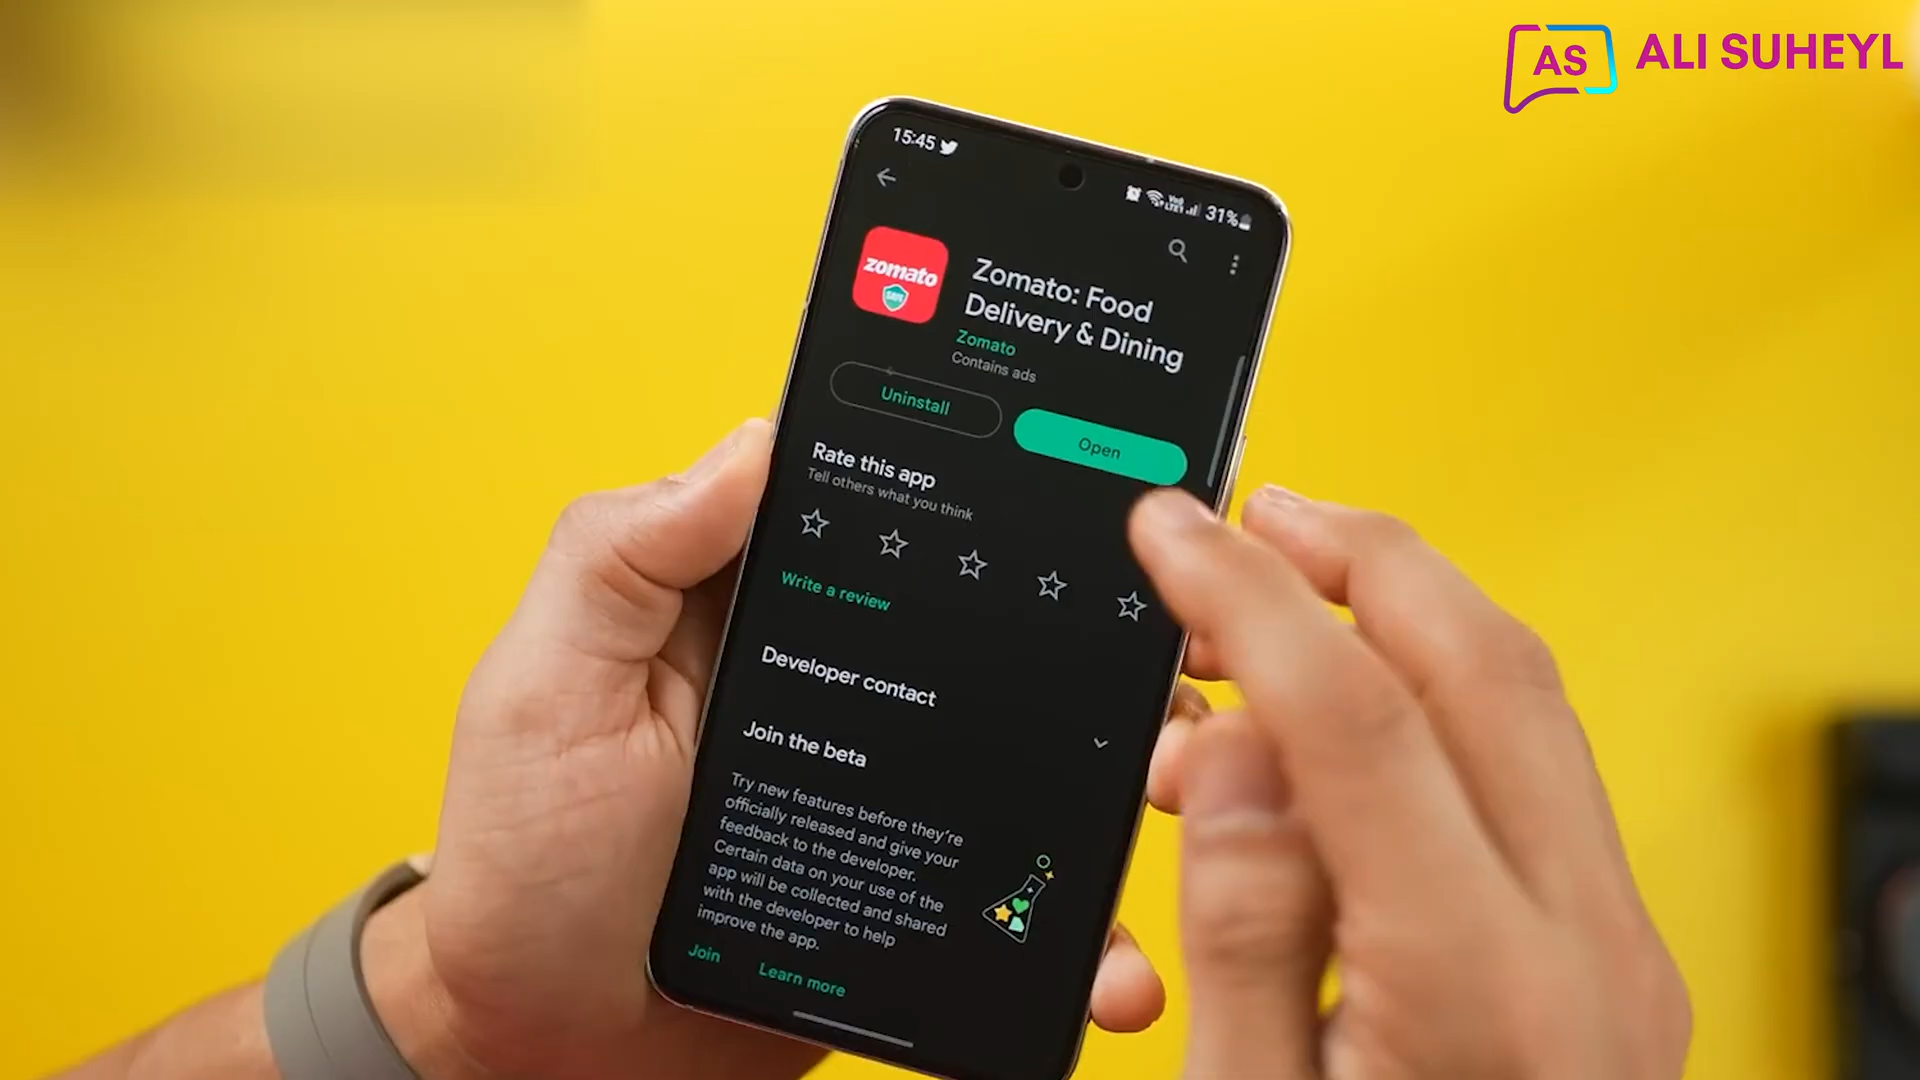 AS ALI SUHEYL
15:45
31%
zomato
Zomato: Food
Delivery & Dining
Zomato
Contains ads
Uninstall
Open
Rate this app
Tell others what you think
Write a review
Developer contact
Join the beta
Try new features before they're
officially released and give your
feedback to the developer.
Certain data on your use of the
app will be collected and shared
with the developer to help
improve the app.
Join
Learn more